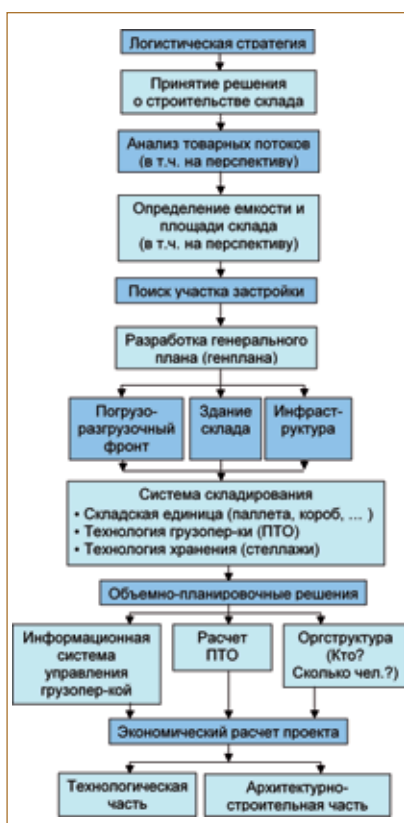 Логистическая стратегия
Принятие решения
о строительстве склада
Анализ товарных потоков
(в т.ч. на перспективу)
Определение емкости и
площади склада
(в т.ч. на перспективу)
Поиск участка застройки
Разработка генерального
плана (генплана)
Погрузо-
разгрузочный
фронт
Здание
склада
Инфраст-
руктура
Система складирования
• Складская единица (паллета, короб, ... )
• Технология грузопер-ки (ПТО)
• Технология хранения (стеллажи)
Объемно-планировочные решения
Информационная
система
управления
грузопер-кой
Расчет
ПТО
Оргструктура
(Кто?
Сколько чел.?)
Экономический расчет проекта
Технологическая
часть
Архитектурно-
строительная часть